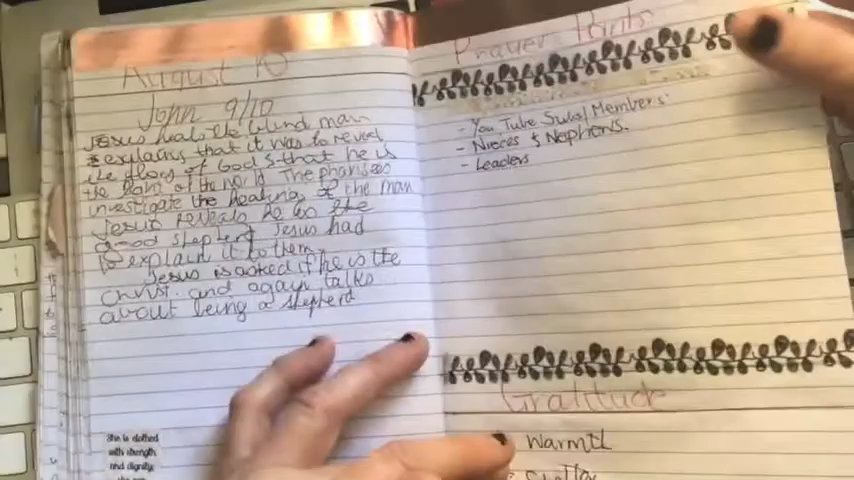 August 10
John 9/10
Jesus heals the blind man
explains that it was to reveal
the glory of God & that he is
the light of the world. The pharisees
investigate the healing of the man
Jesus reveals he is the
good shepherd Jesus had
to explain it to them.
Jesus is asked if he is the
Christ. and again talks
about being a shepherd
She is clothed
with strength
and dignity
Prayer Points
- You Tube Subs/Members
- Nieces & Nephews.
- Leaders
Gratitude
Warmth